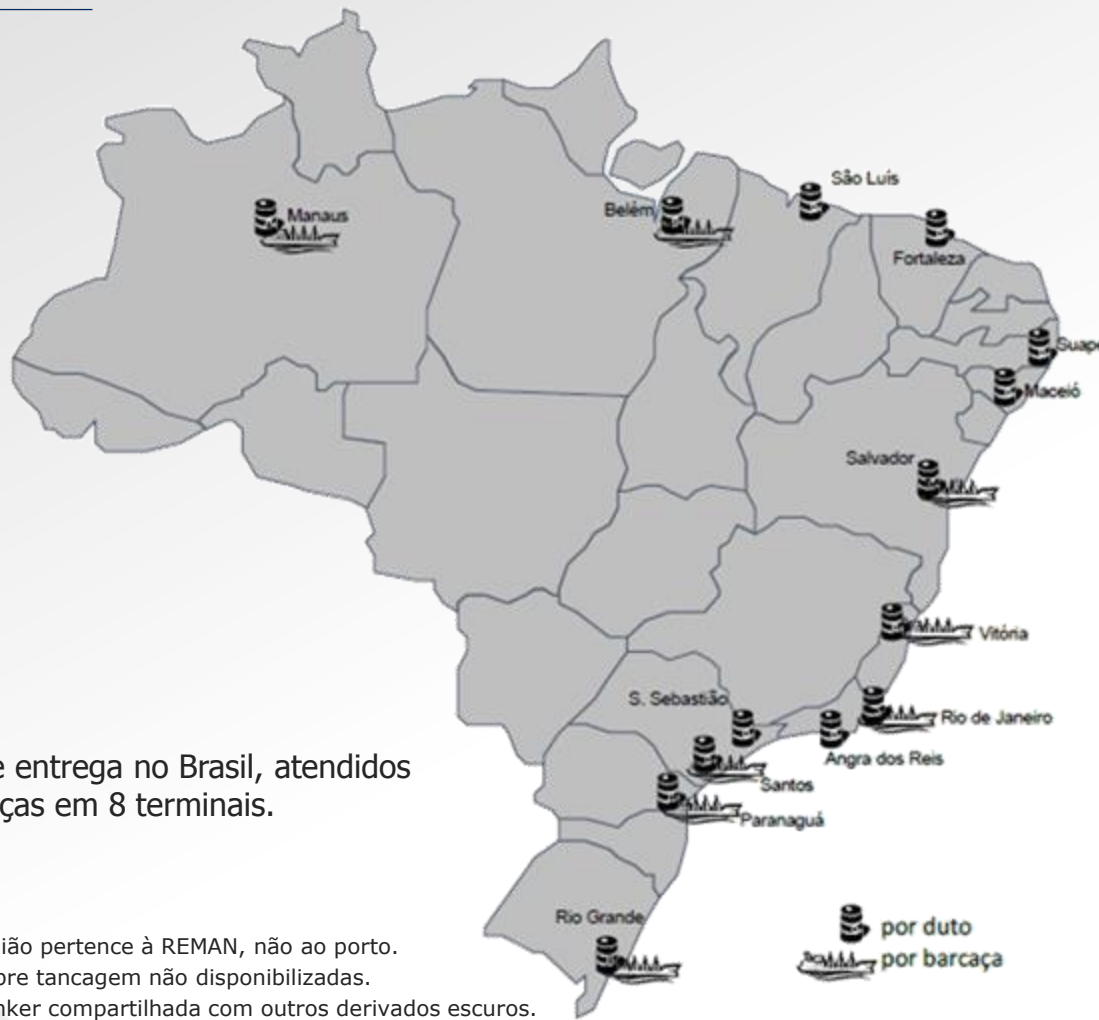 São Luís
Manaus
Belém
Fortaleza
Suape
Maceió
Salvador
Vitória
S. Sebastião
Rio de Janeiro
Angra dos Reis
Santos
Paranaguá
e entrega no Brasil, atendidos
ças em 8 terminais.
Rio Grande
por duto
por barcaça
ião pertence à REMAN, não ao porto.
bre tancagem não disponibilizadas.
nker compartilhada com outros derivados escuros.